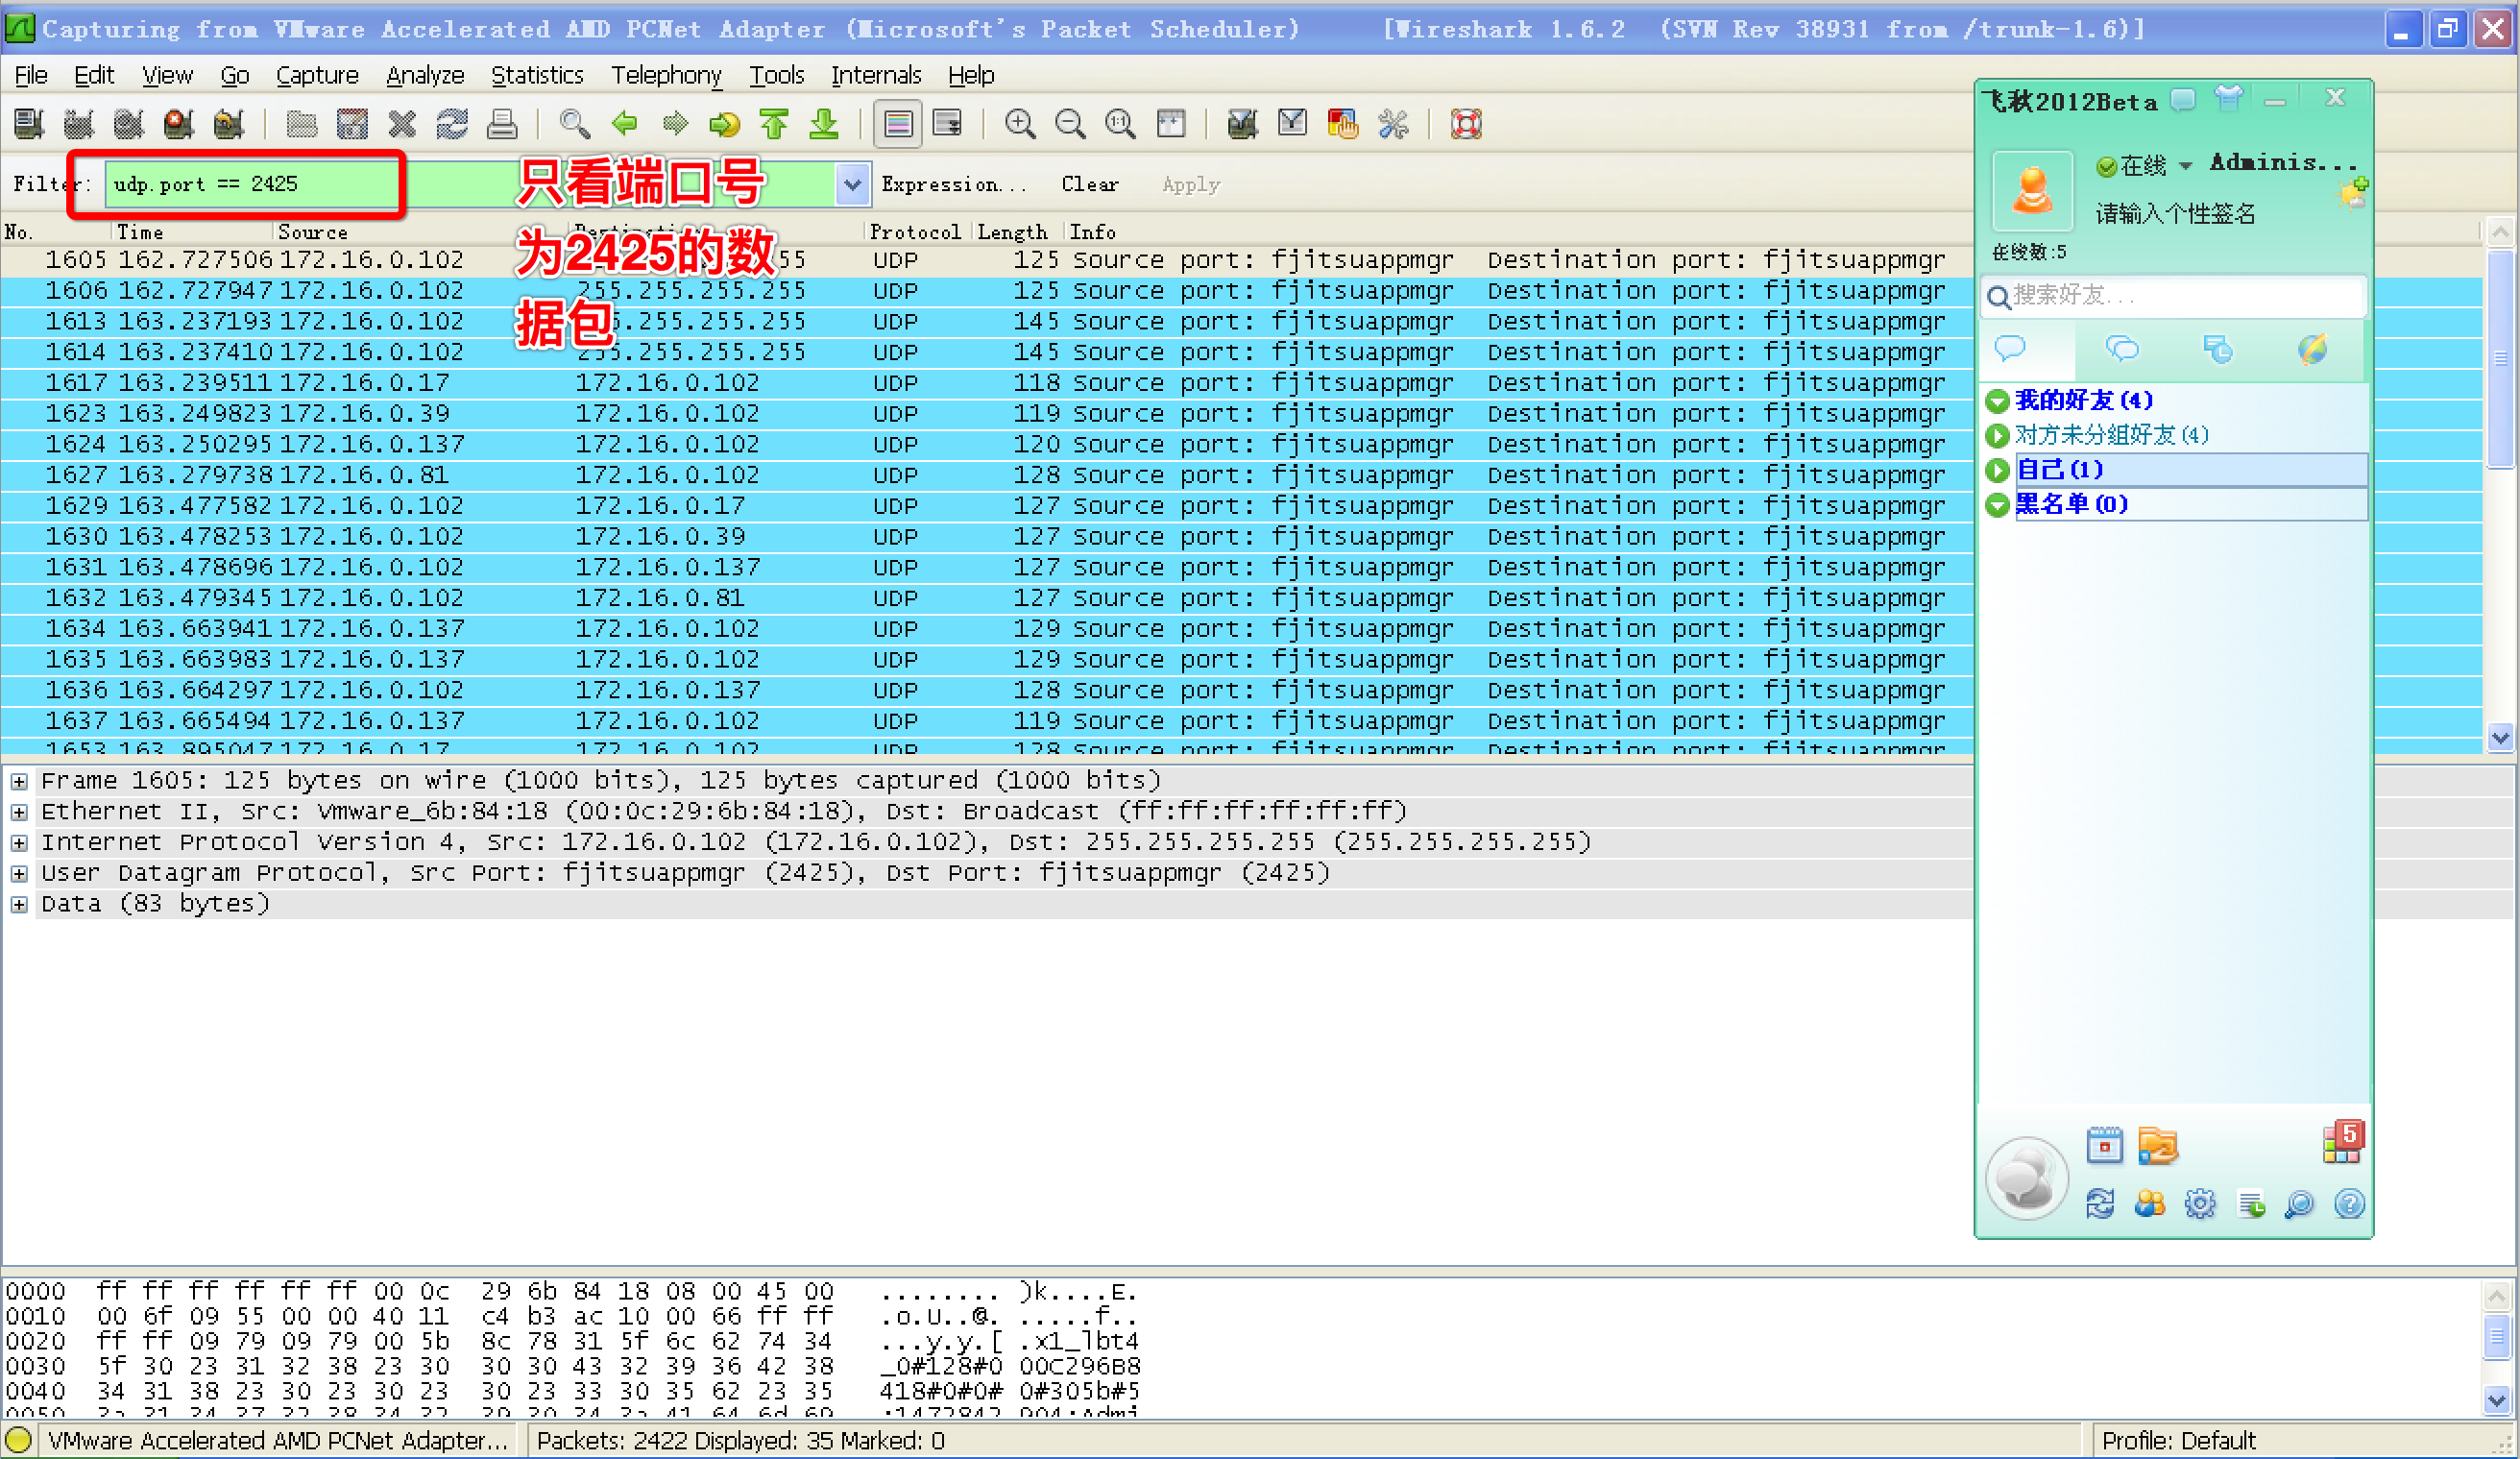 Capturing from VMware Accelerated AMD PCNet Adapter (Microsoft's Packet Scheduler) [Wireshark 1.6.2 (SVN Rev 38931 from /trunk-1.6)]
File Edit View Go Capture Analyze Statistics Telephony Tools Internals Help
Filter: udp.port == 2425 Expression... Clear Apply
只看端口号
为2425的数
据包
No. Time Source Protocol Length Info
1605 162.727506 172.16.0.102 55 UDP 125 Source port: fjitsuappmgr Destination port: fjitsuappmgr
1606 162.727947 172.16.0.102 255.255.255.255 UDP 125 Source port: fjitsuappmgr Destination port: fjitsuappmgr
1613 163.237193 172.16.0.102 5.255.255.255 UDP 145 Source port: fjitsuappmgr Destination port: fjitsuappmgr
1614 163.237410 172.16.0.102 255.255.255.255 UDP 145 Source port: fjitsuappmgr Destination port: fjitsuappmgr
1617 163.239511 172.16.0.17 172.16.0.102 UDP 118 Source port: fjitsuappmgr Destination port: fjitsuappmgr
1623 163.249823 172.16.0.39 172.16.0.102 UDP 119 Source port: fjitsuappmgr Destination port: fjitsuappmgr
1624 163.250295 172.16.0.137 172.16.0.102 UDP 120 Source port: fjitsuappmgr Destination port: fjitsuappmgr
1627 163.279738 172.16.0.81 172.16.0.102 UDP 128 Source port: fjitsuappmgr Destination port: fjitsuappmgr
1629 163.477582 172.16.0.102 172.16.0.17 UDP 127 Source port: fjitsuappmgr Destination port: fjitsuappmgr
1630 163.478253 172.16.0.102 172.16.0.39 UDP 127 Source port: fjitsuappmgr Destination port: fjitsuappmgr
1631 163.478696 172.16.0.102 172.16.0.137 UDP 127 Source port: fjitsuappmgr Destination port: fjitsuappmgr
1632 163.479345 172.16.0.102 172.16.0.81 UDP 127 Source port: fjitsuappmgr Destination port: fjitsuappmgr
1634 163.663941 172.16.0.137 172.16.0.102 UDP 129 Source port: fjitsuappmgr Destination port: fjitsuappmgr
1635 163.663983 172.16.0.137 172.16.0.102 UDP 129 Source port: fjitsuappmgr Destination port: fjitsuappmgr
1636 163.664297 172.16.0.102 172.16.0.137 UDP 128 Source port: fjitsuappmgr Destination port: fjitsuappmgr
1637 163.665494 172.16.0.137 172.16.0.102 UDP 119 Source port: fjitsuappmgr Destination port: fjitsuappmgr
1653 163.895047 172.16.0.17 172.16.0.102 UDP 128 Source port: fjitsuappmgr Destination port: fjitsuappmgr
Frame 1605: 125 bytes on wire (1000 bits), 125 bytes captured (1000 bits)
Ethernet II, Src: Vmware_6b:84:18 (00:0c:29:6b:84:18), Dst: Broadcast (ff:ff:ff:ff:ff:ff)
Internet Protocol Version 4, Src: 172.16.0.102 (172.16.0.102), Dst: 255.255.255.255 (255.255.255.255)
User Datagram Protocol, Src Port: fjitsuappmgr (2425), Dst Port: fjitsuappmgr (2425)
Data (83 bytes)
飞秋2012Beta
在线 Adminis...
请输入个性签名
在线数:5
搜索好友...
我的好友(4)
对方未分组好友(4)
自己(1)
黑名单(0)
5
0000 ff ff ff ff ff ff 00 0c 29 6b 84 18 08 00 45 00 ........ )k....E.
0010 00 6f 09 55 00 00 40 11 c4 b3 ac 10 00 66 ff ff .o.U..@. .....f..
0020 ff ff 09 79 09 79 00 5b 8c 78 31 5f 6c 62 74 34 ...y.y.[ .x1_lbt4
0030 5f 30 23 31 32 38 23 30 30 30 43 32 39 36 42 38 _0#128#0 00C296B8
0040 34 31 38 23 30 23 30 23 30 23 33 30 35 62 23 35 418#0#0# 0#305b#5
0050 3a 31 34 37 32 38 34 32 39 30 34 3a 41 64 6d 69 :1472842 904:Admi
VMware Accelerated AMD PCNet Adapter... Packets: 2422 Displayed: 35 Marked: 0 Profile: Default